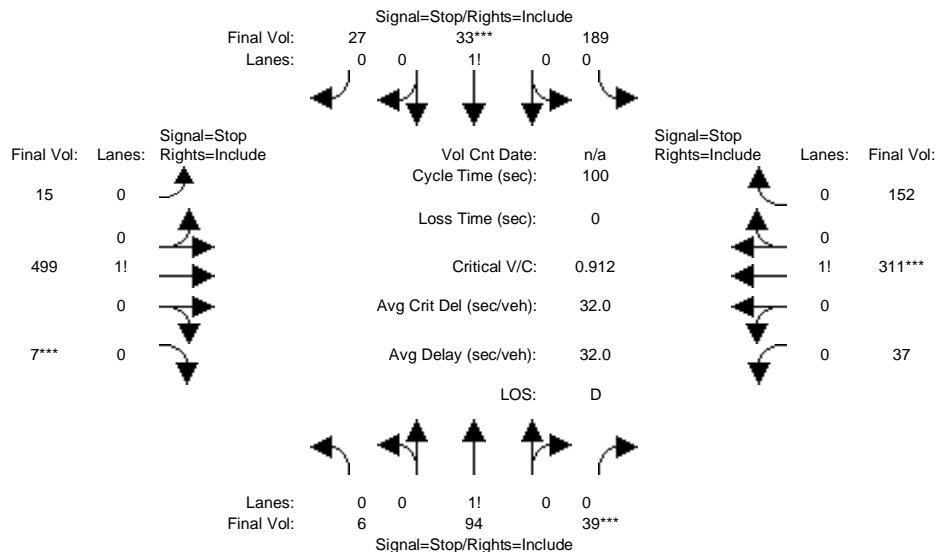 Signal=Stop/Rights=Include
Final Vol: 27 33*** 189
Lanes: 0 0 1! 0 0
Signal=Stop Signal=Stop
Final Vol: Lanes: Rights=Include Vol Cnt Date: n/a Rights=Include Lanes: Final Vol:
Cycle Time (sec): 100
15 0 0 152
Loss Time (sec): 0
0 0
499 1! Critical V/C: 0.912 1! 311***
0 Avg Crit Del (sec/veh): 32.0 0
7*** 0 Avg Delay (sec/veh): 32.0 0 37
LOS: D
Lanes: 0 0 1! 0 0
Final Vol: 6 94 39***
Signal=Stop/Rights=Include